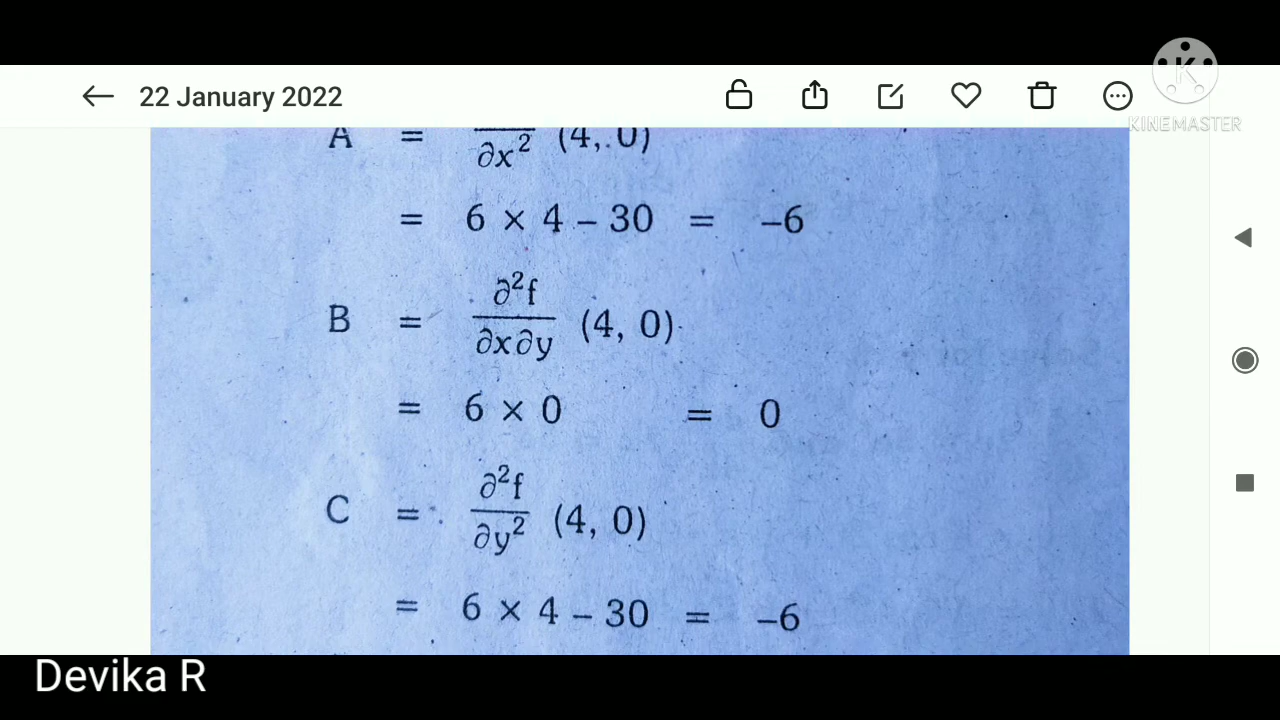 22 January 2022
KINEMASTER
A = ∂x² (4, 0)
= 6 × 4 – 30 = –6
B = ∂²f/∂x∂y (4, 0)
= 6 × 0 = 0
C = ∂²f/∂y² (4, 0)
= 6 × 4 – 30 = –6
Devika R